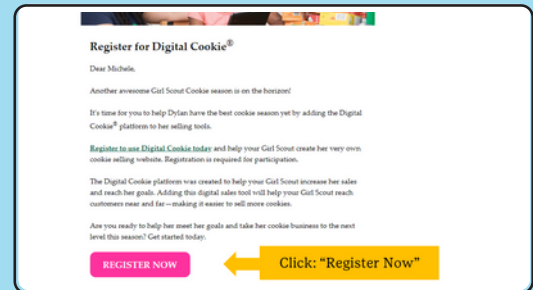 Register for Digital Cookie®
Dear Michele,
Another awesome Girl Scout Cookie season is on the horizon!
It's time for you to help Dylan have the best cookie season yet by adding the Digital
Cookie® platform to her selling tools.
Register to use Digital Cookie today and help your Girl Scout create her very own
cookie selling website. Registration is required for participation.
The Digital Cookie platform was created to help your Girl Scout increase her sales
and reach her goals. Adding this digital sales tool will help your Girl Scout reach
customers near and far—making it easier to sell more cookies.
Are you ready to help her meet her goals and take her cookie business to the next
level this season? Get started today.
REGISTER NOW
Click: “Register Now”